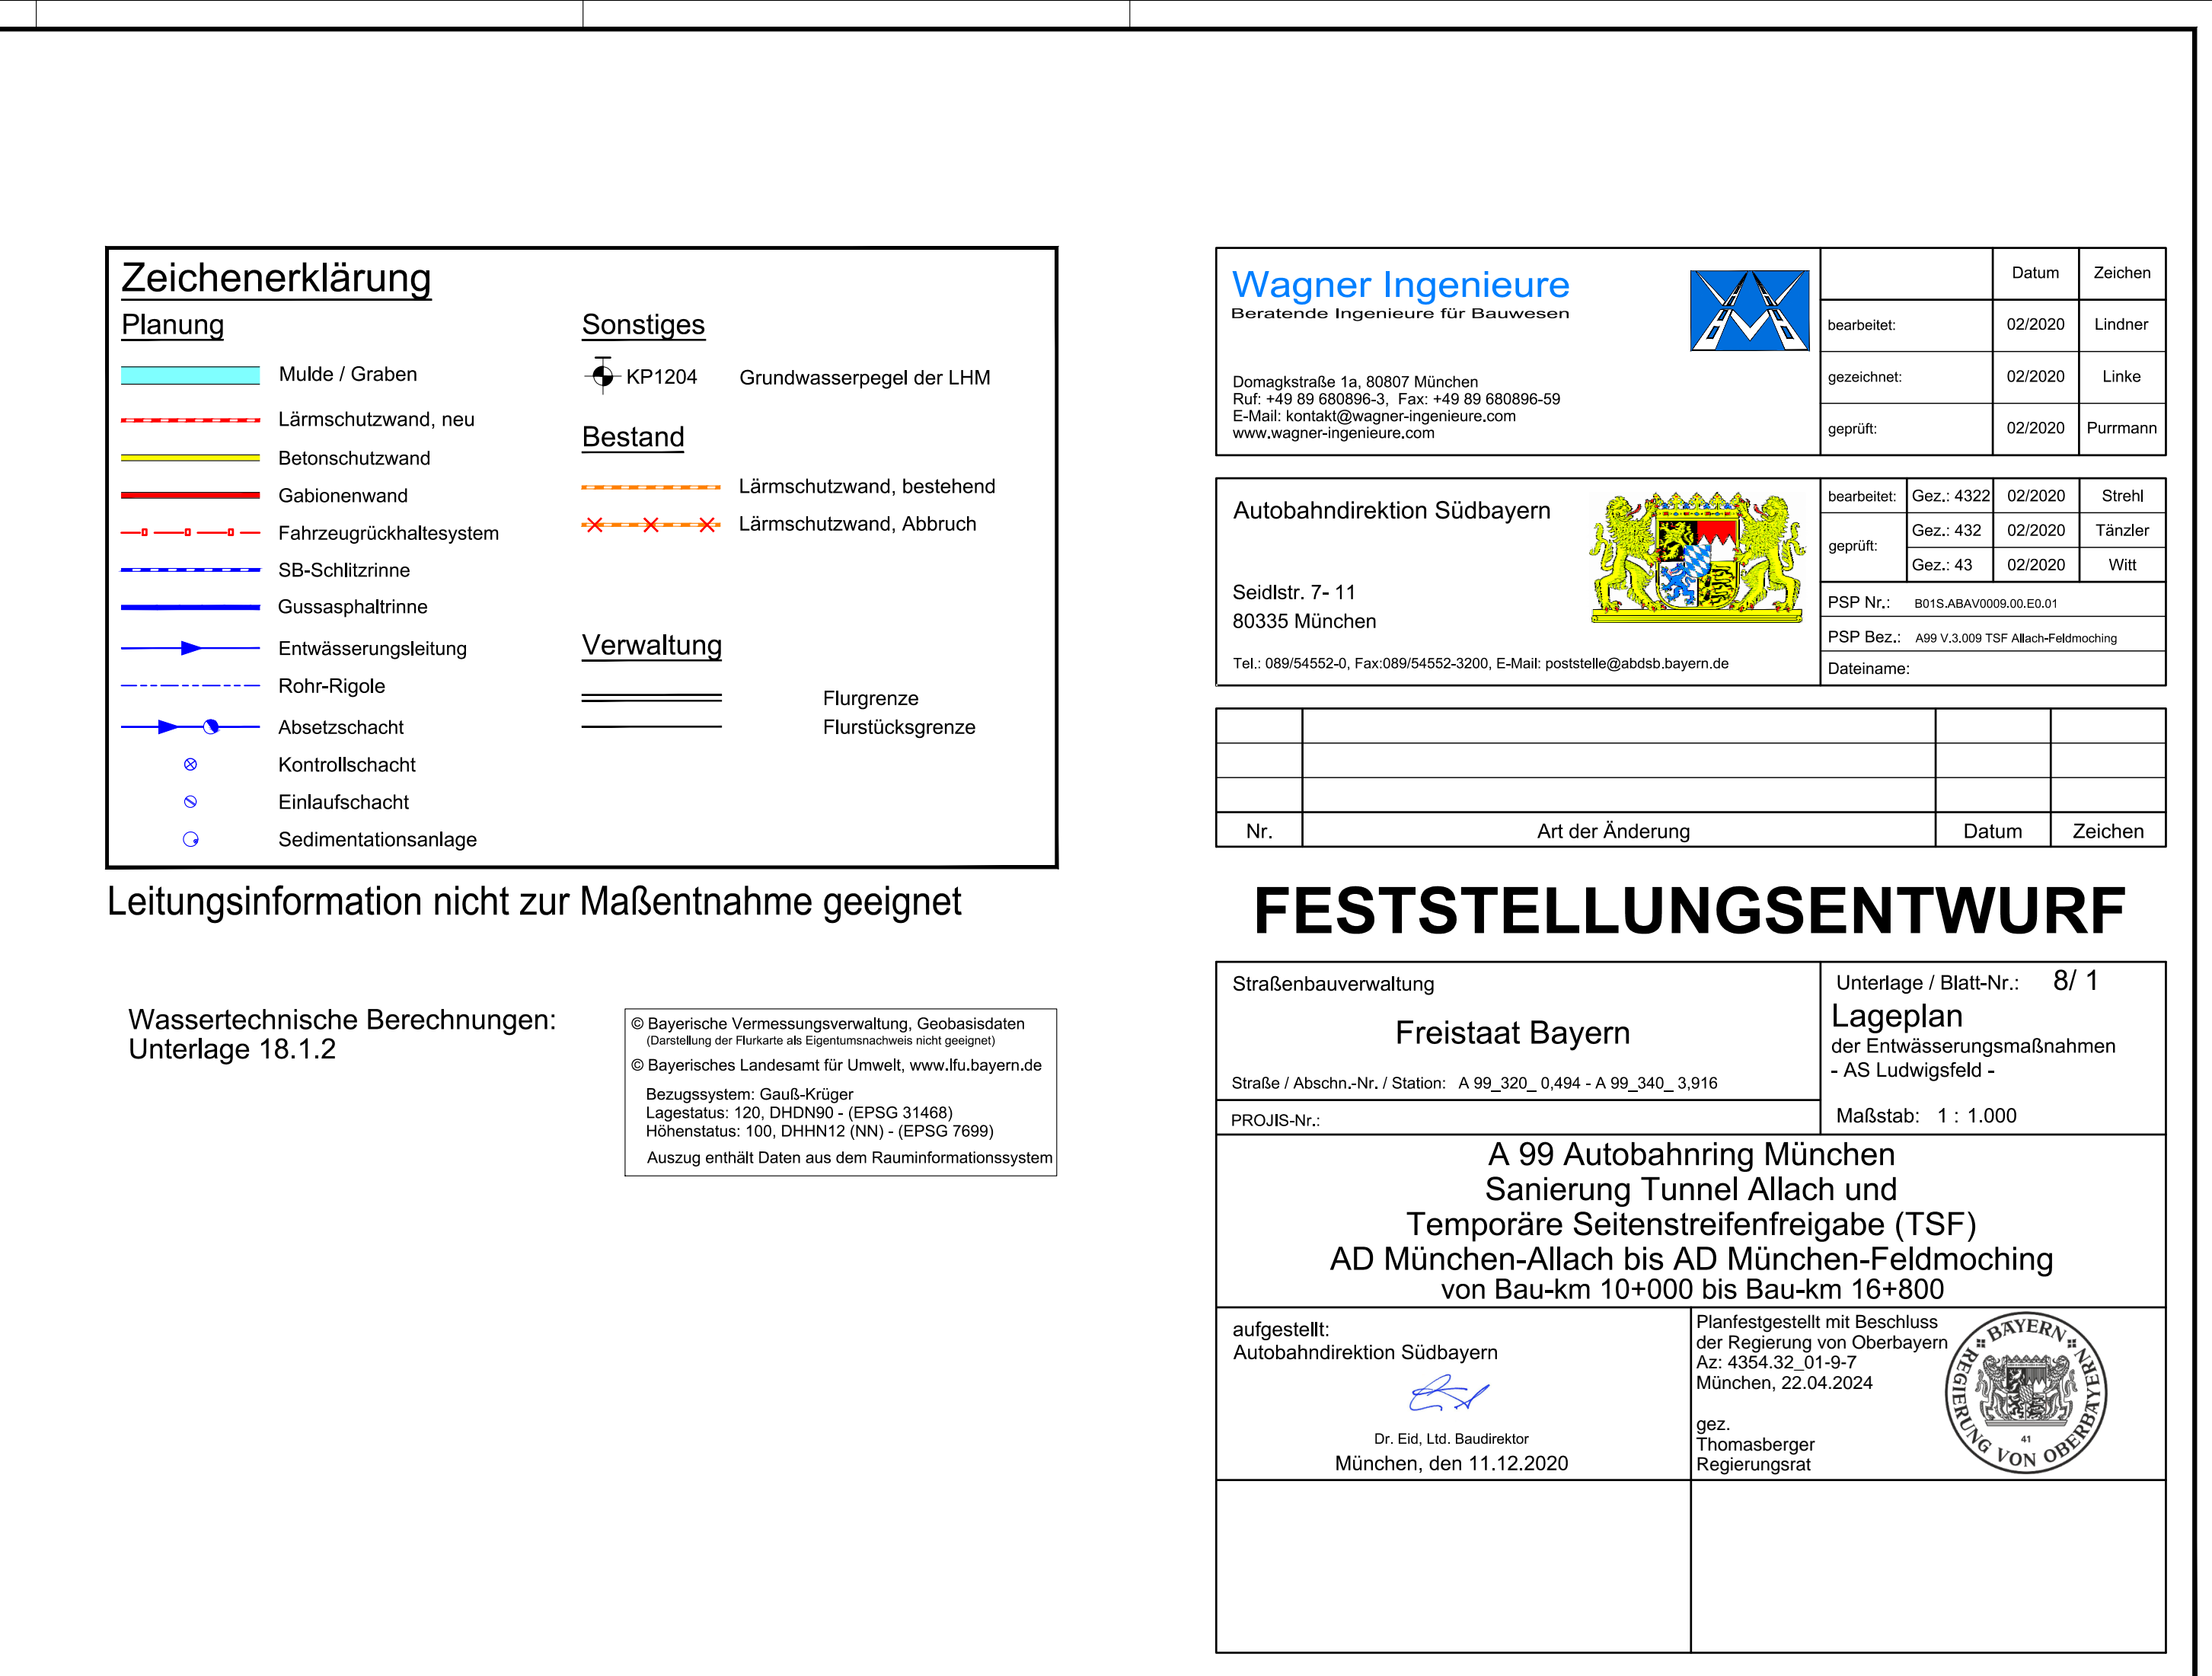 Zeichenerklärung
Planung
Mulde / Graben
Lärmschutzwand, neu
Betonschutzwand
Gabionenwand
Fahrzeugrückhaltesystem
SB-Schlitzrinne
Gussasphaltrinne
Entwässerungsleitung
Rohr-Rigole
Absetzschacht
Kontrollschacht
Einlaufschacht
Sedimentationsanlage
Sonstiges
KP1204 Grundwasserpegel der LHM
Bestand
Lärmschutzwand, bestehend
Lärmschutzwand, Abbruch
Verwaltung
Flurgrenze
Flurstücksgrenze
Leitungsinformation nicht zur Maßentnahme geeignet
Wassertechnische Berechnungen:
Unterlage 18.1.2
© Bayerische Vermessungsverwaltung, Geobasisdaten
(Darstellung der Flurkarte als Eigentumsnachweis nicht geeignet)
© Bayerisches Landesamt für Umwelt, www.lfu.bayern.de
Bezugssystem: Gauß-Krüger
Lagestatus: 120, DHDN90 - (EPSG 31468)
Höhenstatus: 100, DHHN12 (NN) - (EPSG 7699)
Auszug enthält Daten aus dem Rauminformationssystem
Wagner Ingenieure
Beratende Ingenieure für Bauwesen
Domagkstraße 1a, 80807 München
Ruf: +49 89 680896-3, Fax: +49 89 680896-59
E-Mail: kontakt@wagner-ingenieure.com
www.wagner-ingenieure.com
Datum Zeichen
bearbeitet: 02/2020 Lindner
gezeichnet: 02/2020 Linke
geprüft: 02/2020 Purrmann
Autobahndirektion Südbayern
Seidlstr. 7- 11
80335 München
Tel.: 089/54552-0, Fax:089/54552-3200, E-Mail: poststelle@abdsb.bayern.de
bearbeitet: Gez.: 4322 02/2020 Strehl
geprüft: Gez.: 432 02/2020 Tänzler
Gez.: 43 02/2020 Witt
PSP Nr.: B01S.ABAV0009.00.E0.01
PSP Bez.: A99 V.3.009 TSF Allach-Feldmoching
Dateiname:
Nr. Art der Änderung Datum Zeichen
FESTSTELLUNGSENTWURF
Straßenbauverwaltung
Freistaat Bayern
Straße / Abschn.-Nr. / Station: A 99_320_ 0,494 - A 99_340_ 3,916
PROJIS-Nr.:
Unterlage / Blatt-Nr.: 8/ 1
Lageplan
der Entwässerungsmaßnahmen
- AS Ludwigsfeld -
Maßstab: 1 : 1.000
A 99 Autobahnring München
Sanierung Tunnel Allach und
Temporäre Seitenstreifenfreigabe (TSF)
AD München-Allach bis AD München-Feldmoching
von Bau-km 10+000 bis Bau-km 16+800
aufgestellt:
Autobahndirektion Südbayern
Dr. Eid, Ltd. Baudirektor
München, den 11.12.2020
Planfestgestellt mit Beschluss
der Regierung von Oberbayern
Az: 4354.32_01-9-7
München, 22.04.2024
gez.
Thomasberger
Regierungsrat
BAYERN
REGIERUNG VON OBERBAYERN
41